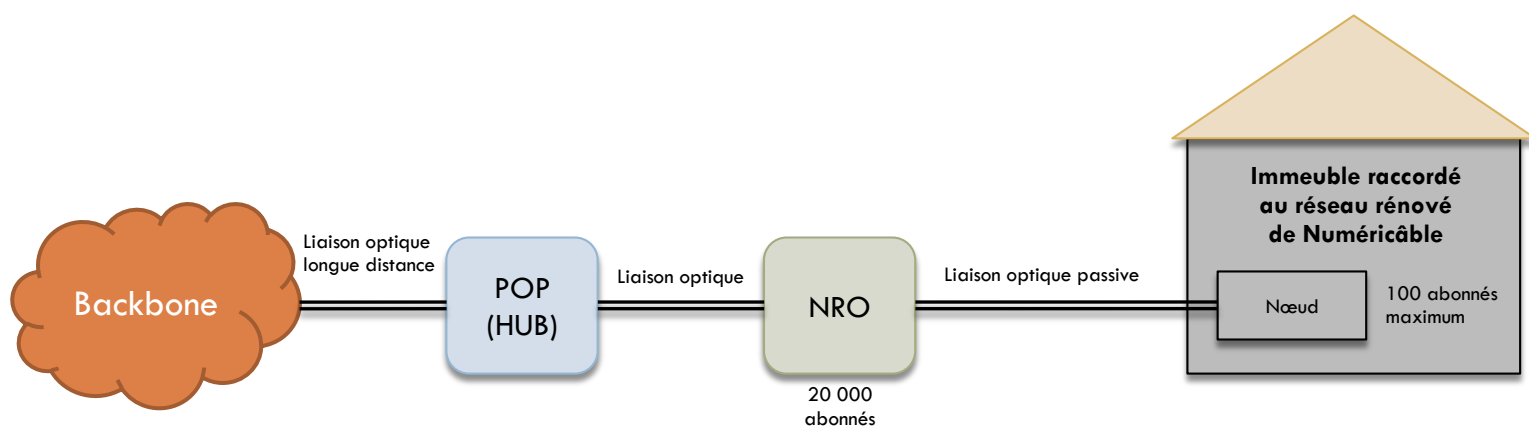 Backbone
Liaison optique
longue distance
POP
(HUB)
Liaison optique
NRO
20 000
abonnés
Liaison optique passive
Immeuble raccordé
au réseau rénové
de Numéricâble
Nœud
100 abonnés
maximum